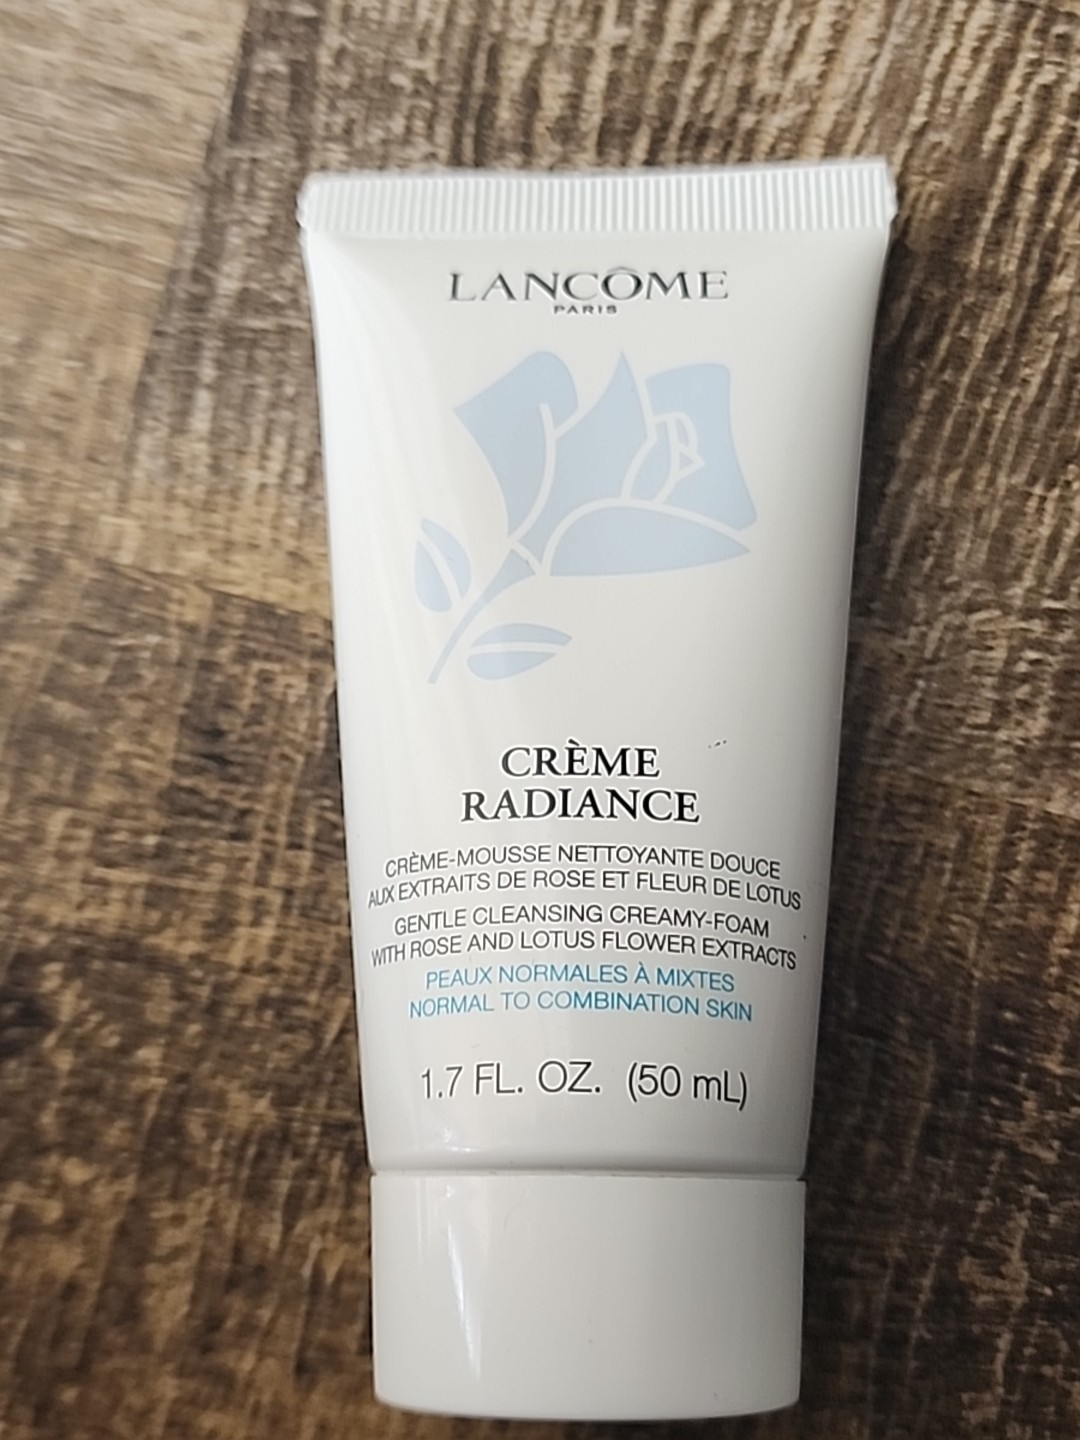 LANCÔME
PARIS
CRÈME
RADIANCE
CRÈME-MOUSSE NETTOYANTE DOUCE
AUX EXTRAITS DE ROSE ET FLEUR DE LOTUS
GENTLE CLEANSING CREAMY-FOAM
WITH ROSE AND LOTUS FLOWER EXTRACTS
PEAUX NORMALES À MIXTES
NORMAL TO COMBINATION SKIN
1.7 FL. OZ. (50 mL)